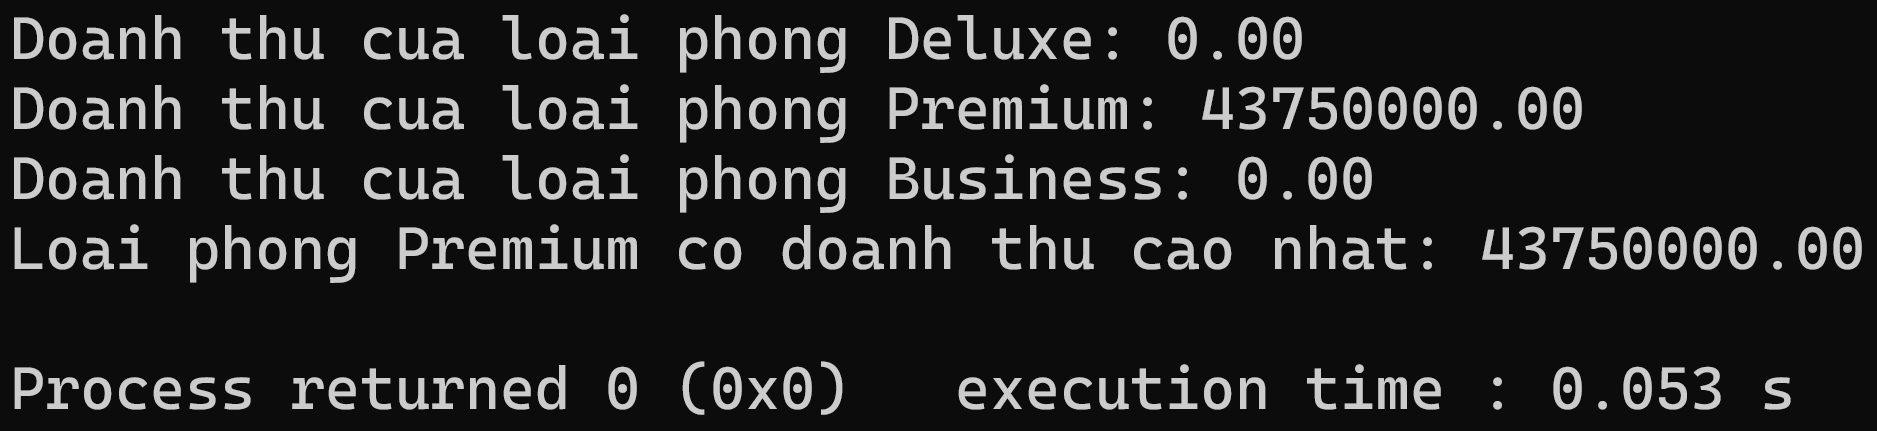 Doanh thu cua loai phong Deluxe: 0.00
Doanh thu cua loai phong Premium: 43750000.00
Doanh thu cua loai phong Business: 0.00
Loai phong Premium co doanh thu cao nhat: 43750000.00
Process returned 0 (0x0)   execution time : 0.053 s